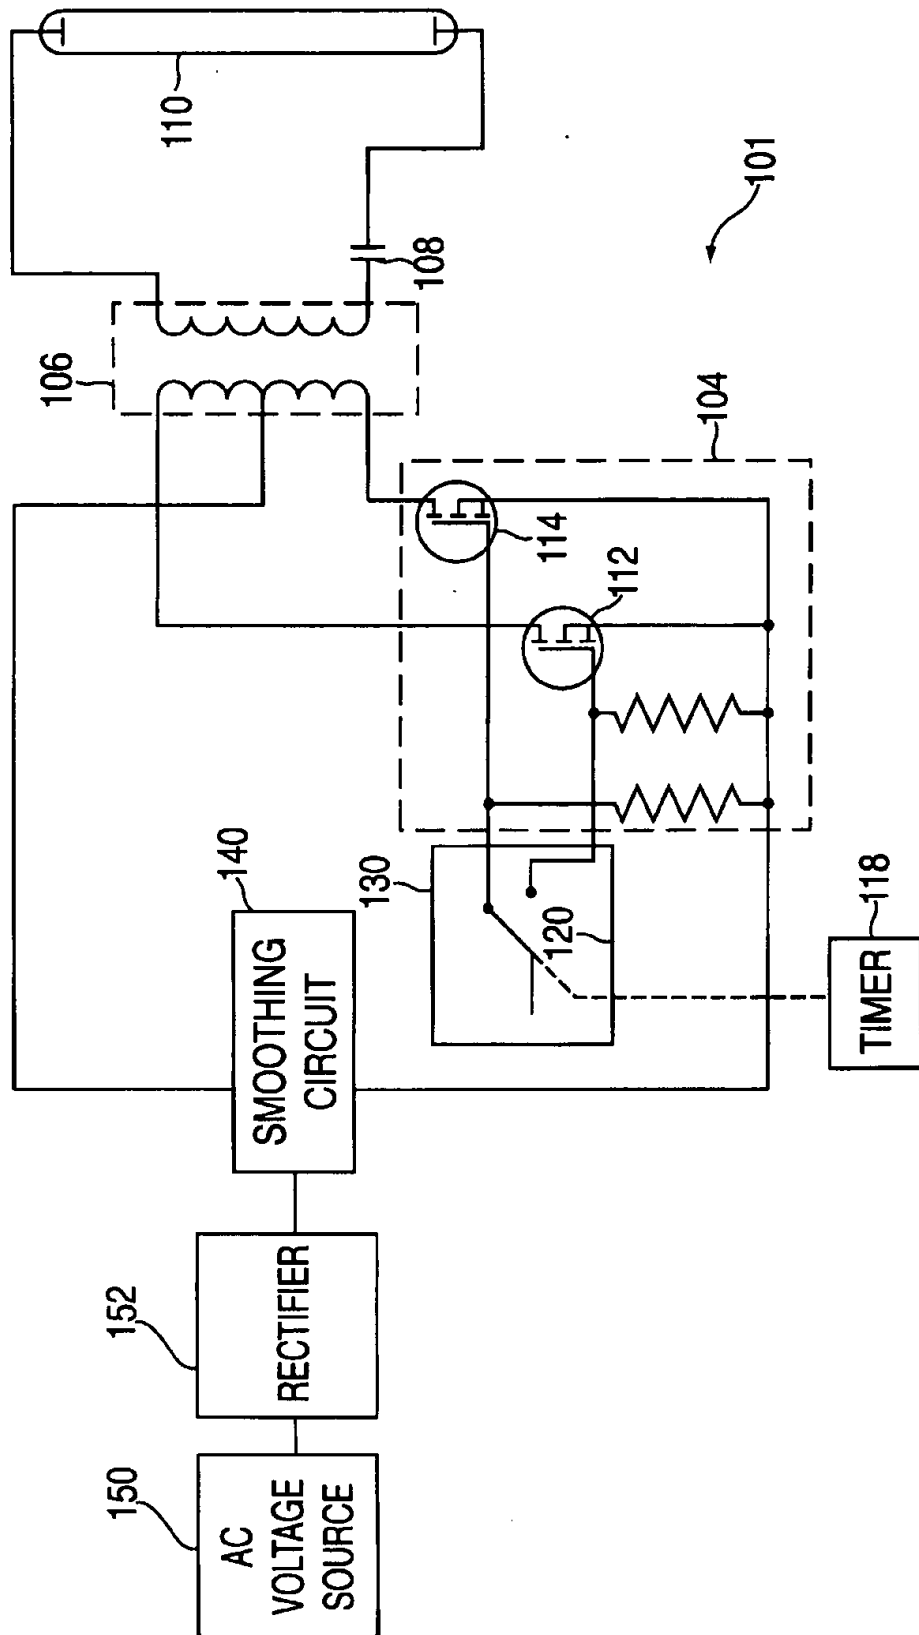 150
AC
VOLTAGE
SOURCE
152
RECTIFIER
140
SMOOTHING
CIRCUIT
106
108
110
101
104
114
112
130
120
118
TIMER